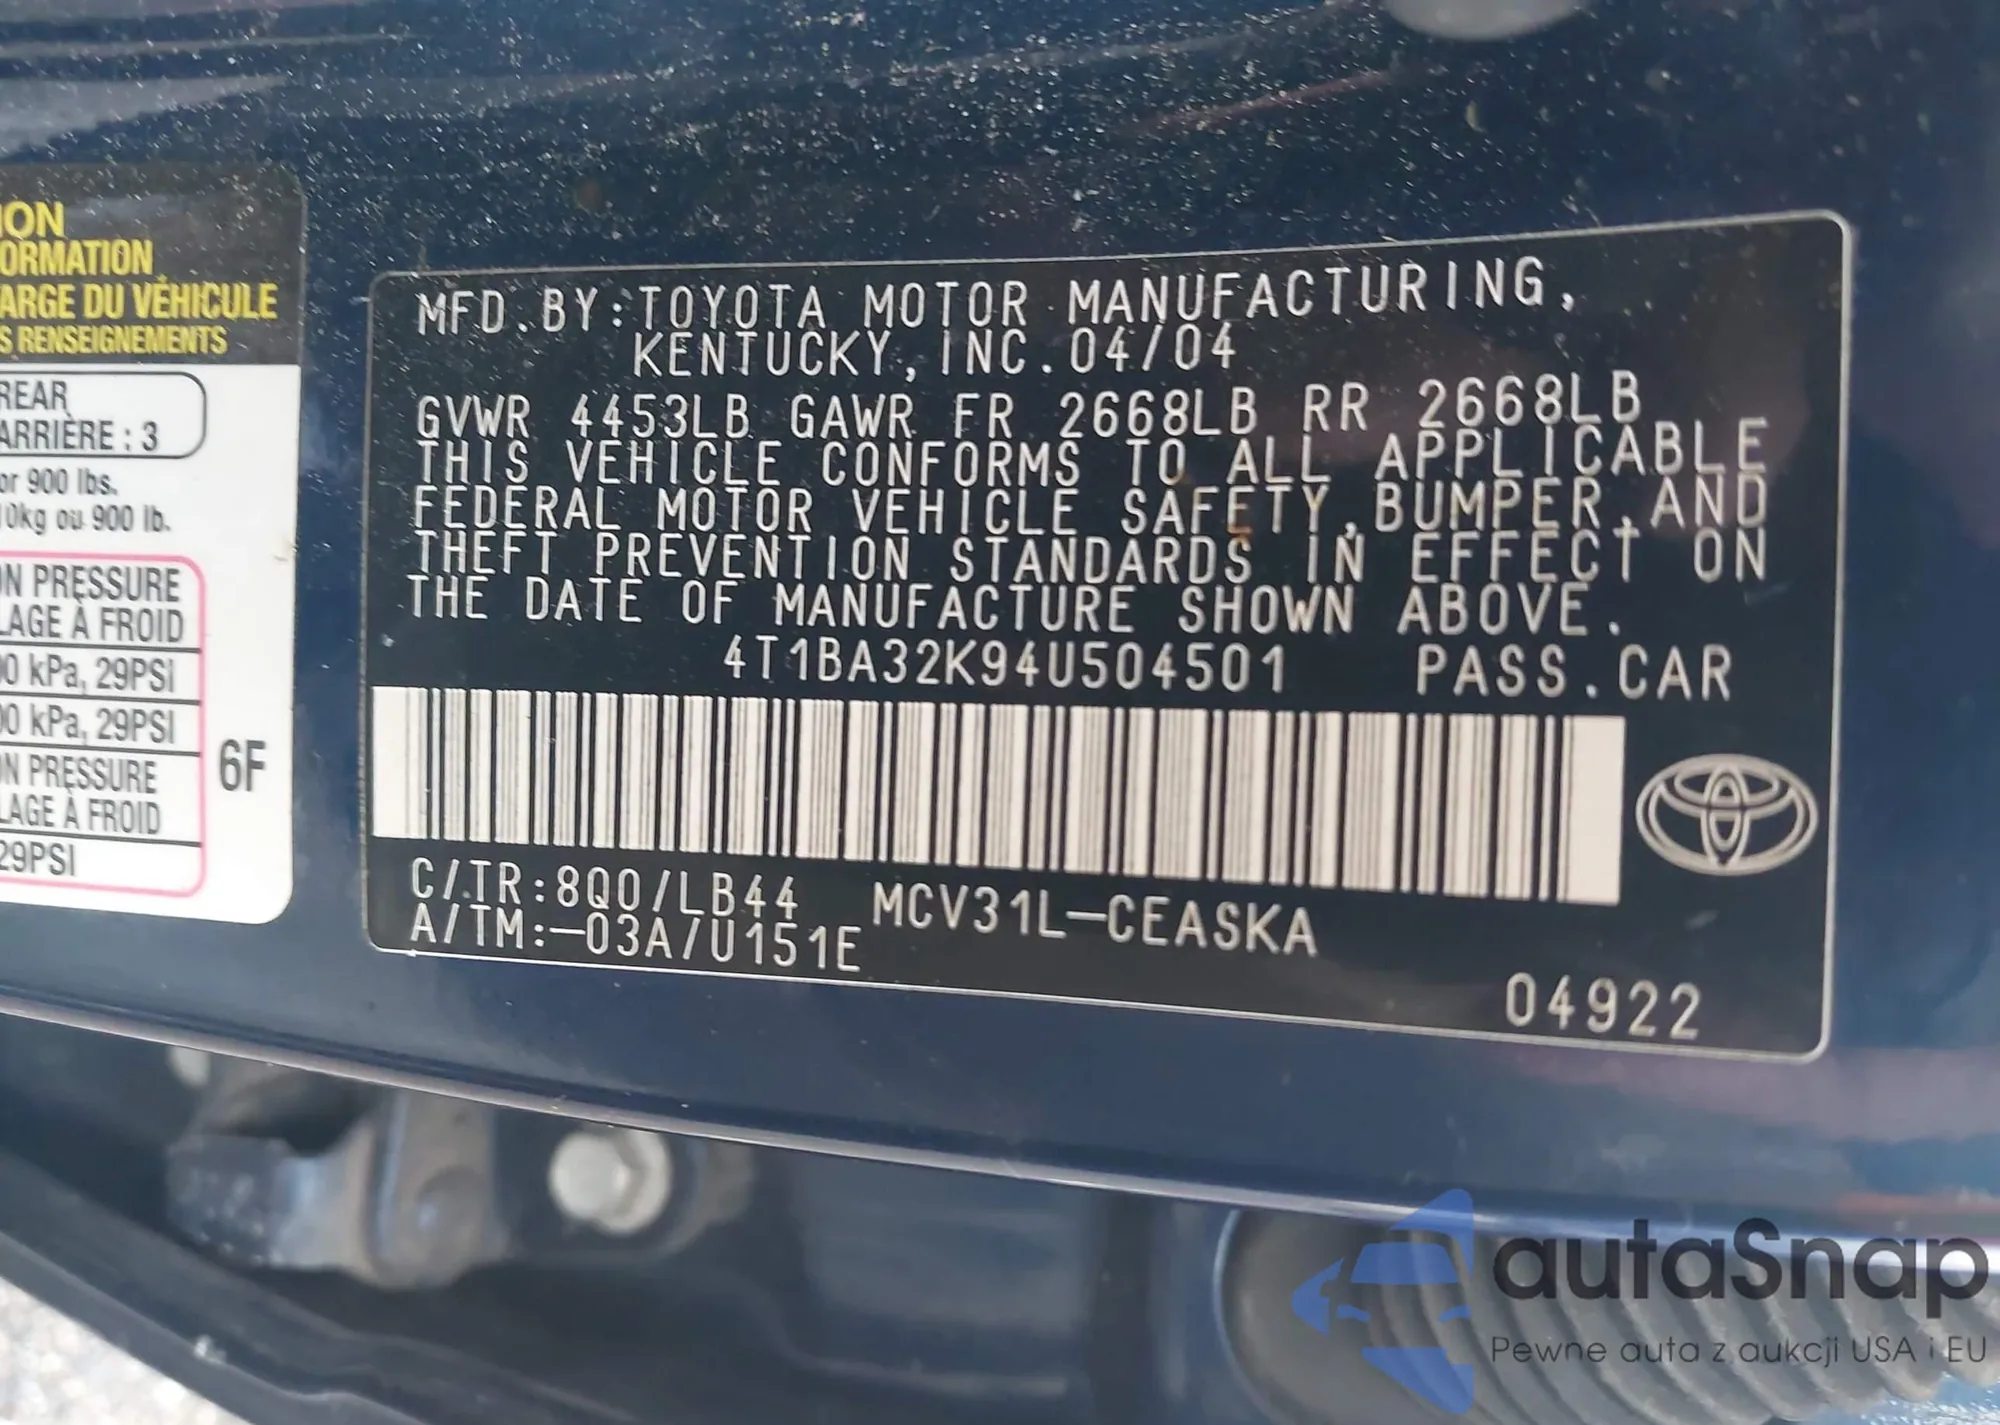 ION
ORMATION
ARGE DU VÉHICULE
S RENSEIGNEMENTS
REAR
ARRIÈRE : 3
or 900 lbs.
10kg ou 900 lb.
ON PRESSURE
LAGE À FROID
00 kPa, 29PSI
00 kPa, 29PSI
ON PRESSURE
LAGE À FROID
29PSI
6F
MFD.BY:TOYOTA MOTOR MANUFACTURING,
KENTUCKY, INC. 04/04
GVWR 4453LB GAWR FR 2668LB RR 2668LB
THIS VEHICLE CONFORMS TO ALL APPLICABLE
FEDERAL MOTOR VEHICLE SAFETY, BUMPER, AND
THEFT PREVENTION STANDARDS IN EFFECT ON
THE DATE OF MANUFACTURE SHOWN ABOVE.
4T1BA32K94U504501 PASS.CAR
C/TR:8Q0/LB44 MCV31L-CEASKA
A/TM:-03A/U151E
04922
autaSnap
Pewne auta z aukcji USA i EU